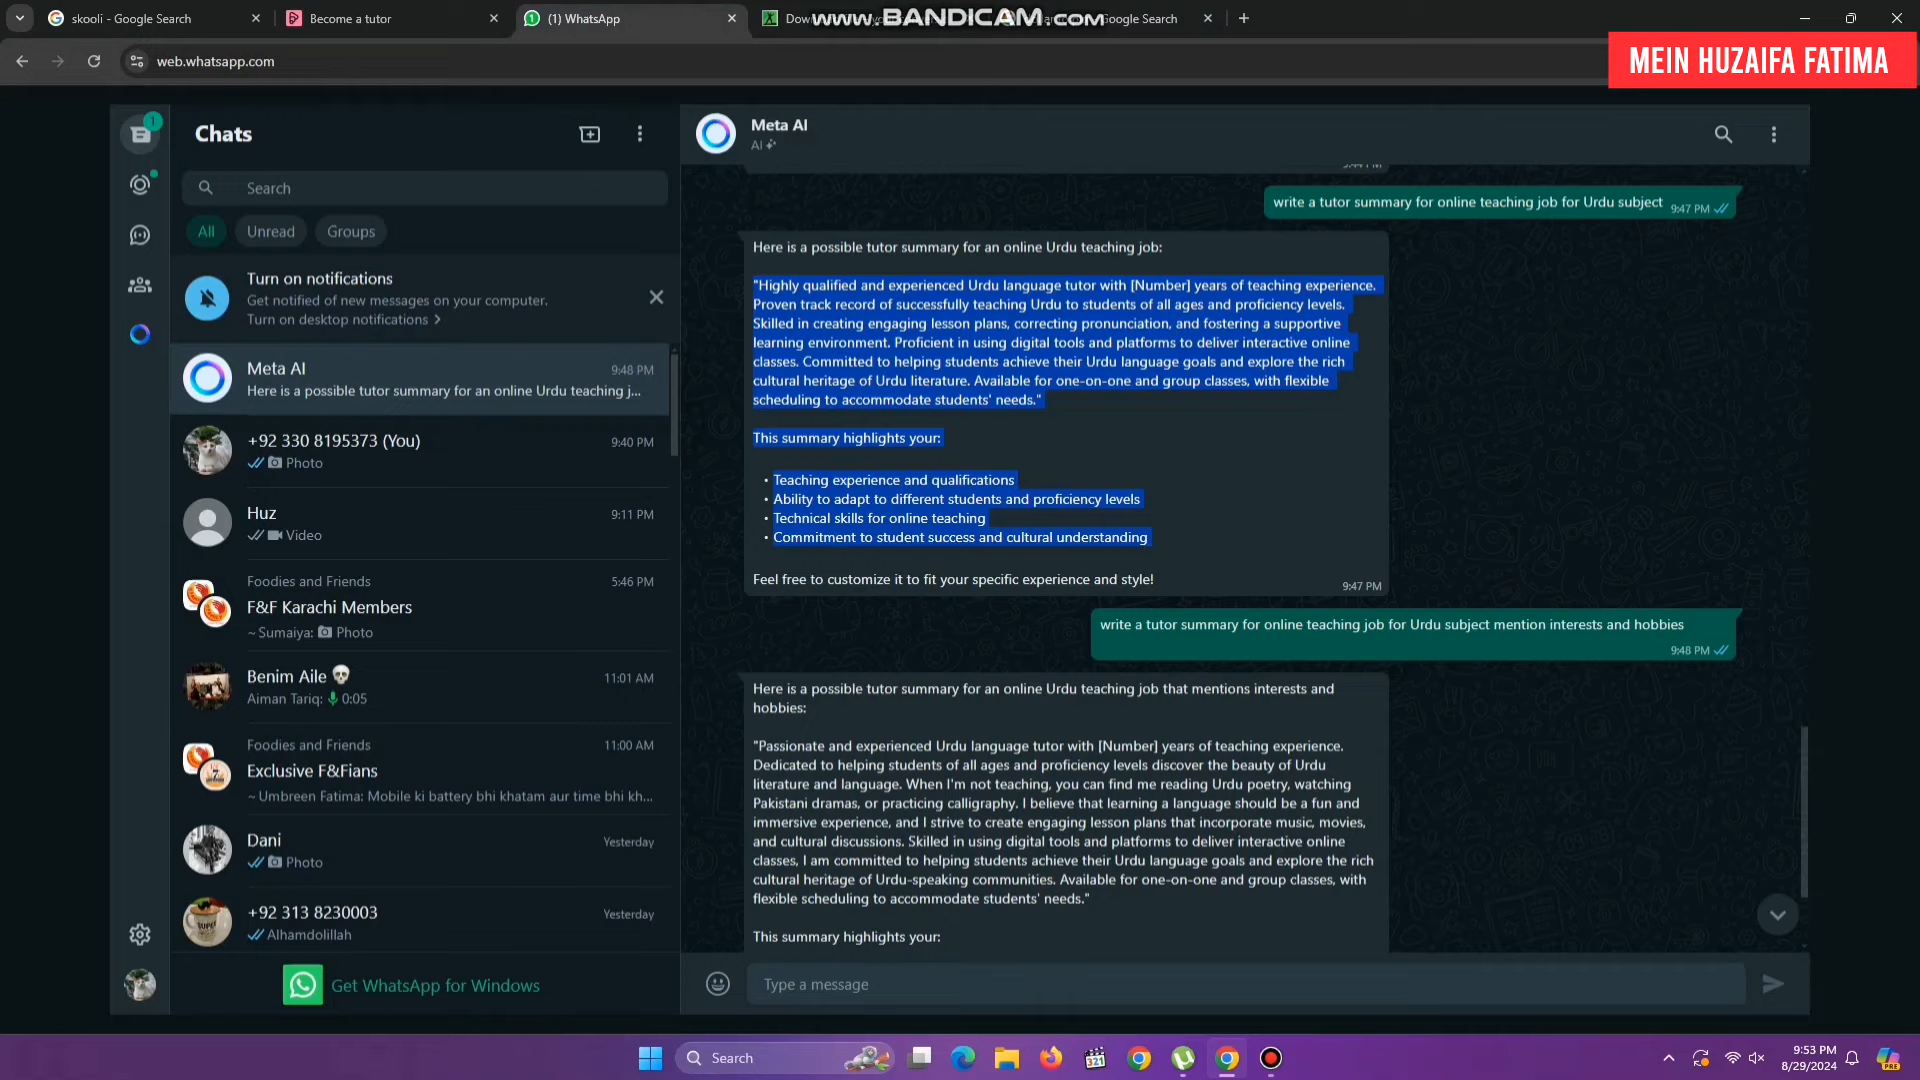 skooli - Google Search
Become a tutor
(1) WhatsApp
Google Search
www.BANDICAM.com
web.whatsapp.com
MEIN HUZAIFA FATIMA
1
Chats
Search
All
Unread
Groups
Turn on notifications
Get notified of new messages on your computer.
Turn on desktop notifications >
Meta AI
9:48 PM
Here is a possible tutor summary for an online Urdu teaching j...
+92 330 8195373 (You)
9:40 PM
Photo
Huz
9:11 PM
Video
Foodies and Friends
5:46 PM
F&F Karachi Members
~ Sumaiya: Photo
Benim Aile
11:01 AM
Aiman Tariq: 0:05
Foodies and Friends
11:00 AM
Exclusive F&Fians
~ Umbreen Fatima: Mobile ki battery bhi khatam aur time bhi kh...
Dani
Yesterday
Photo
+92 313 8230003
Yesterday
Alhamdolillah
Get WhatsApp for Windows
Meta AI
AI
9:44 PM
write a tutor summary for online teaching job for Urdu subject
9:47 PM
Here is a possible tutor summary for an online Urdu teaching job:
"Highly qualified and experienced Urdu language tutor with [Number] years of teaching experience.
Proven track record of successfully teaching Urdu to students of all ages and proficiency levels.
Skilled in creating engaging lesson plans, correcting pronunciation, and fostering a supportive
learning environment. Proficient in using digital tools and platforms to deliver interactive online
classes. Committed to helping students achieve their Urdu language goals and explore the rich
cultural heritage of Urdu literature. Available for one-on-one and group classes, with flexible
scheduling to accommodate students' needs."
This summary highlights your:
• Teaching experience and qualifications
• Ability to adapt to different students and proficiency levels
• Technical skills for online teaching
• Commitment to student success and cultural understanding
Feel free to customize it to fit your specific experience and style!
9:47 PM
write a tutor summary for online teaching job for Urdu subject mention interests and hobbies
9:48 PM
Here is a possible tutor summary for an online Urdu teaching job that mentions interests and
hobbies:
"Passionate and experienced Urdu language tutor with [Number] years of teaching experience.
Dedicated to helping students of all ages and proficiency levels discover the beauty of Urdu
literature and language. When I'm not teaching, you can find me reading Urdu poetry, watching
Pakistani dramas, or practicing calligraphy. I believe that learning a language should be a fun and
immersive experience, and I strive to create engaging lesson plans that incorporate music, movies,
and cultural discussions. Skilled in using digital tools and platforms to deliver interactive online
classes, I am committed to helping students achieve their Urdu language goals and explore the rich
cultural heritage of Urdu-speaking communities. Available for one-on-one and group classes, with
flexible scheduling to accommodate students' needs."
This summary highlights your:
Type a message
Search
321
9:53 PM
8/29/2024
PRE